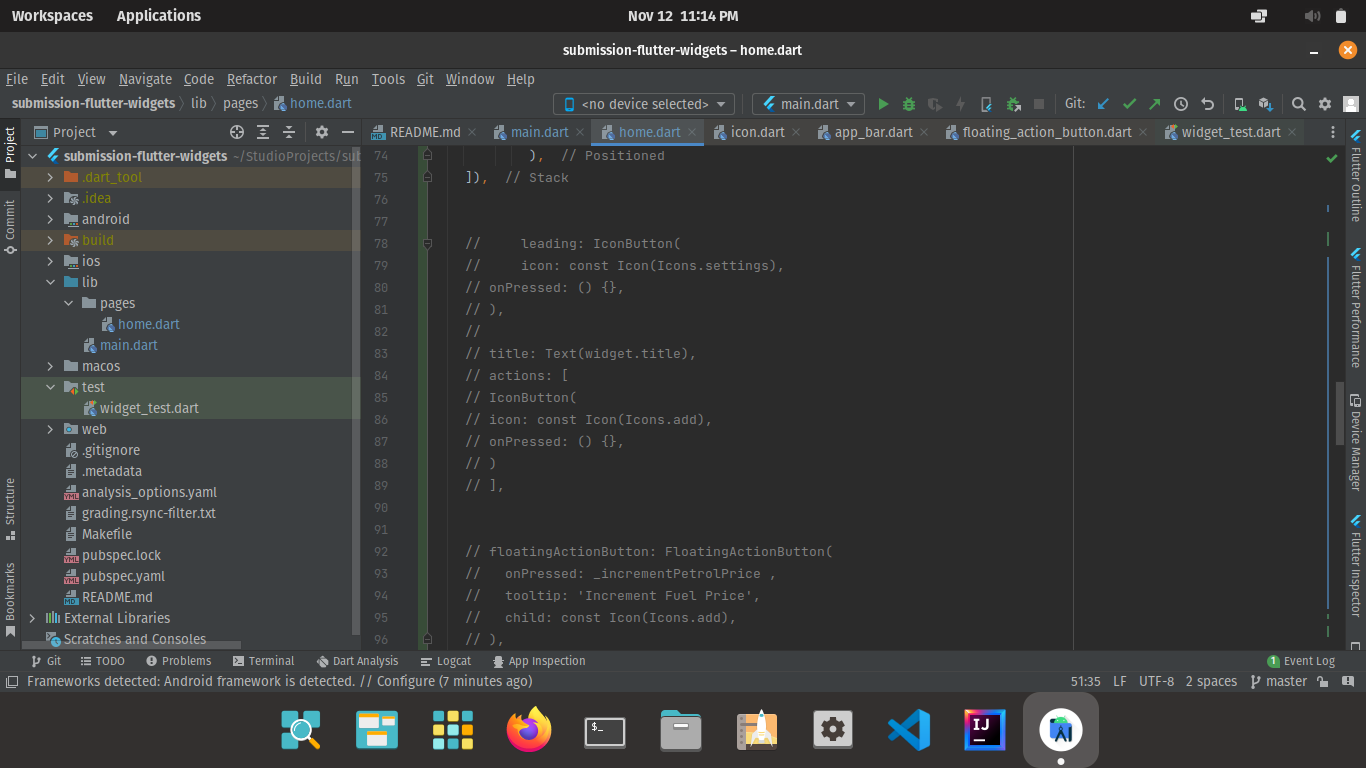 Workspaces Applications Nov 12 11:14 PM
submission-flutter-widgets – home.dart
File Edit View Navigate Code Refactor Build Run Tools Git Window Help
submission-flutter-widgets lib pages home.dart <no device selected> main.dart Git:
Project README.md main.dart home.dart icon.dart app_bar.dart floating_action_button.dart widget_test.dart
Project
Commit
Structure
Bookmarks
submission-flutter-widgets ~/StudioProjects/sub
.dart_tool
.idea
android
build
ios
lib
pages
home.dart
main.dart
macos
test
widget_test.dart
web
.gitignore
.metadata
analysis_options.yaml
grading.rsync-filter.txt
Makefile
pubspec.lock
pubspec.yaml
README.md
External Libraries
Scratches and Consoles
74 ), // Positioned
75 ]), // Stack
76
77
78 // leading: IconButton(
79 // icon: const Icon(Icons.settings),
80 // onPressed: () {},
81 // ),
82 //
83 // title: Text(widget.title),
84 // actions: [
85 // IconButton(
86 // icon: const Icon(Icons.add),
87 // onPressed: () {},
88 // )
89 // ],
90
91
92 // floatingActionButton: FloatingActionButton(
93 // onPressed: _incrementPetrolPrice ,
94 // tooltip: 'Increment Fuel Price',
95 // child: const Icon(Icons.add),
96 // ),
Flutter Outline
Flutter Performance
Device Manager
Flutter Inspector
Git TODO Problems Terminal Dart Analysis Logcat App Inspection 1 Event Log
Frameworks detected: Android framework is detected. // Configure (7 minutes ago) 51:35 LF UTF-8 2 spaces master
$_
IJ